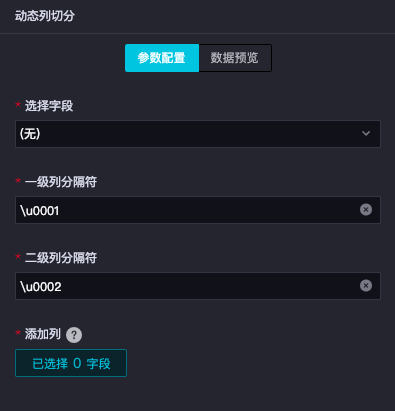 动态列切分
参数配置 数据预览
* 选择字段
(无)
* 一级列分隔符
\u0001
* 二级列分隔符
\u0002
* 添加列 ?
已选择 0 字段